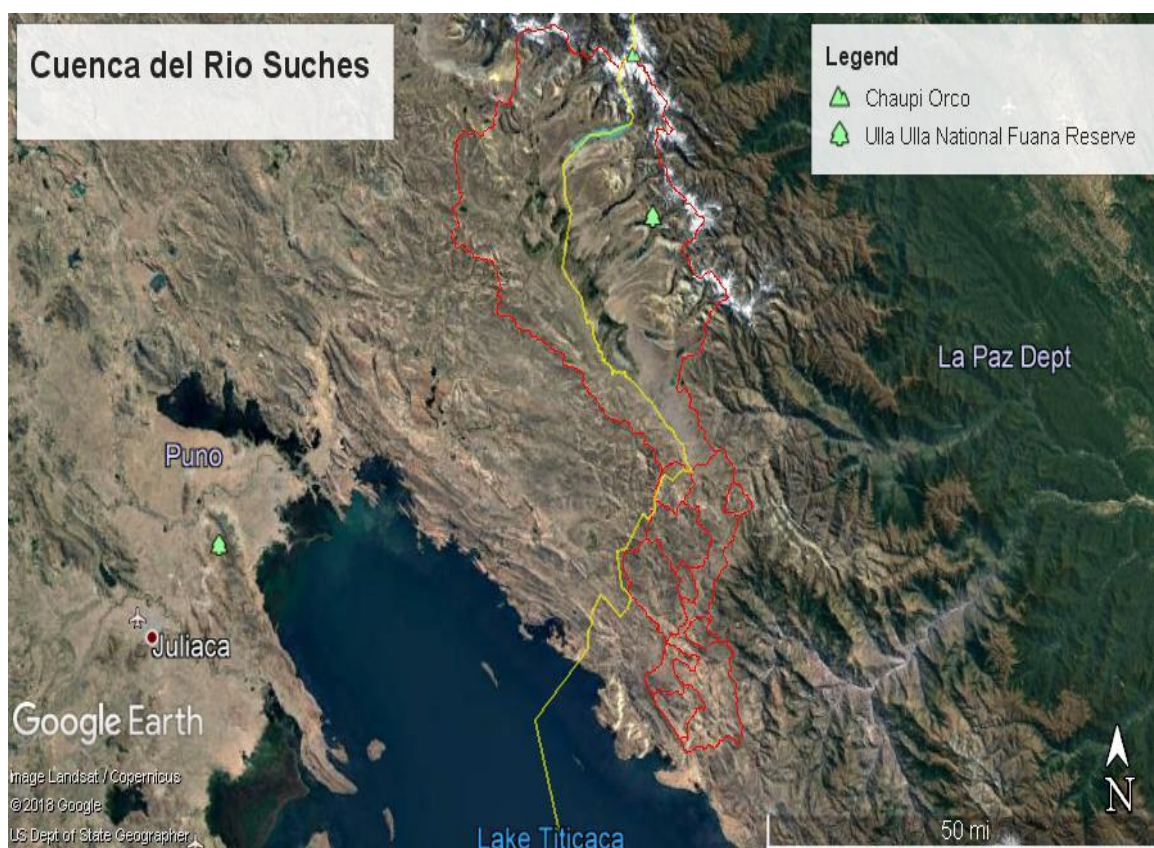 Cuenca del Rio Suches
Legend
Chaupi Orco
Ulla Ulla National Fuana Reserve
La Paz Dept
Puno
Juliaca
Google Earth
Image Landsat / Copernicus
©2018 Google
US Dept of State Geographer
Lake Titicaca
N
50 mi